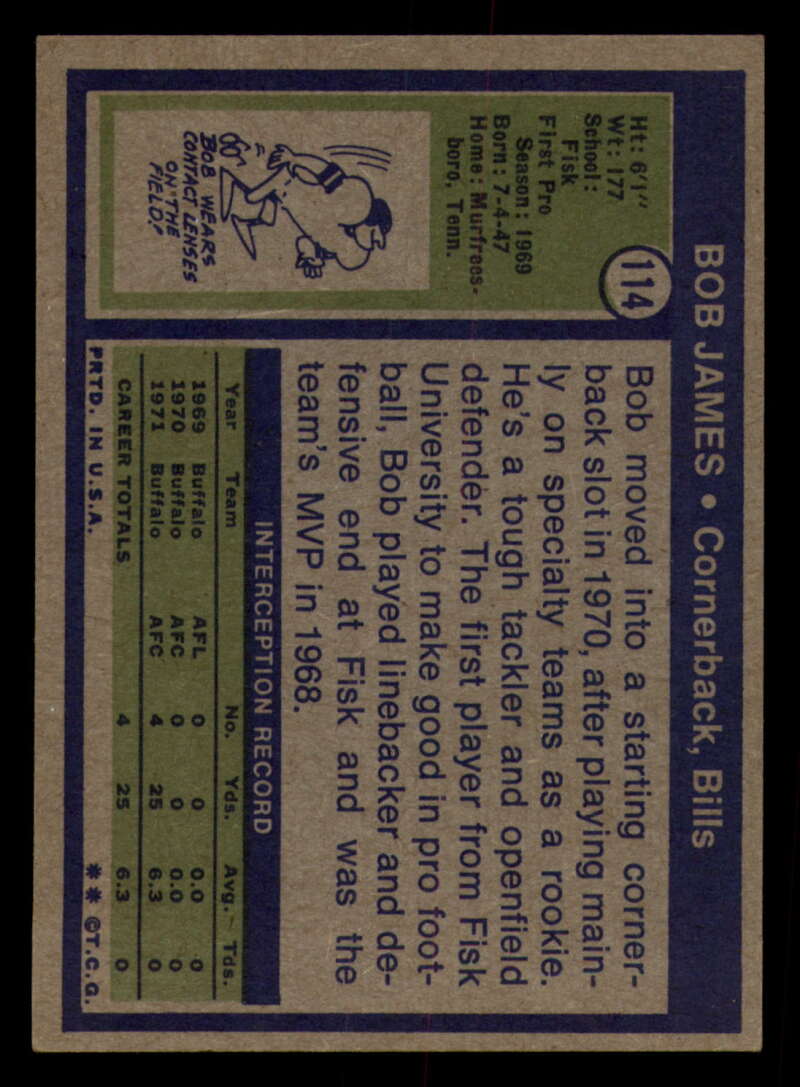 BOB JAMES • Cornerback, Bills
114
Ht: 6'1"
Wt: 177
School:
Fisk
First Pro
Season: 1969
Born: 7-4-47
Home: Murfrees-
boro, Tenn.
BOB WEARS
CONTACT LENSES
ON THE
FIELD!
Bob moved into a starting corner-
back slot in 1970, after playing main-
ly on specialty teams as a rookie.
He's a tough tackler and openfield
defender. The first player from Fisk
University to make good in pro foot-
ball, Bob played linebacker and de-
fensive end at Fisk and was the
team's MVP in 1968.
INTERCEPTION RECORD
Year Team No. Yds. Avg. Tds.
1969 Buffalo AFL 0 0 0.0 0
1970 Buffalo AFC 0 0 0.0 0
1971 Buffalo AFC 4 25 6.3 0
CAREER TOTALS 4 25 6.3 0
PRTD. IN U.S.A. ** ©T.C.G.